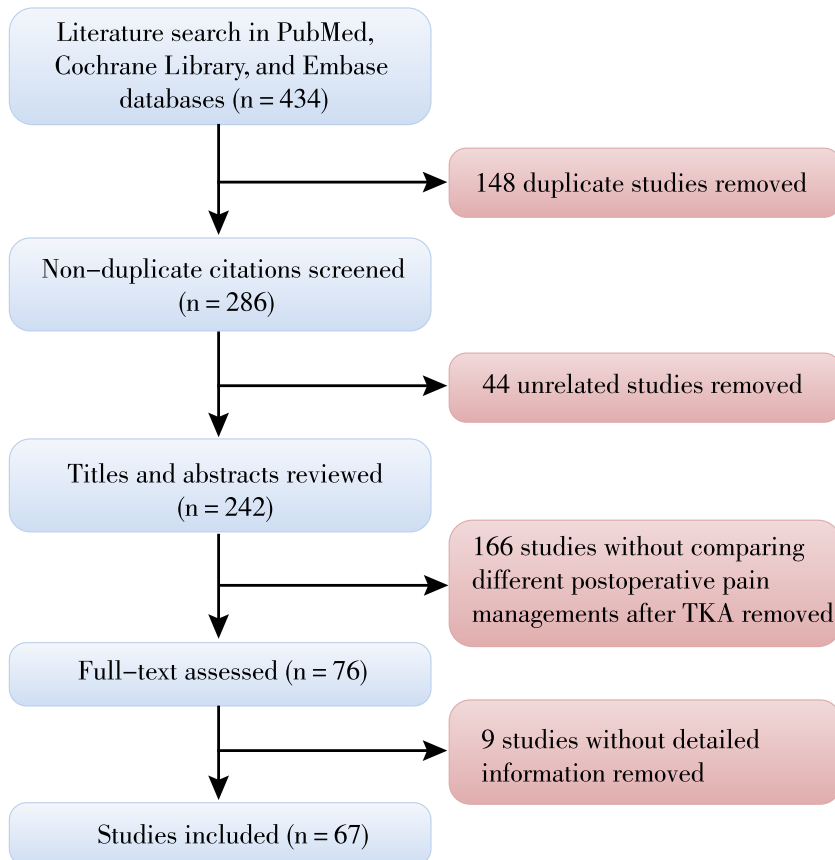 Literature search in PubMed,
Cochrane Library, and Embase
databases (n = 434)
148 duplicate studies removed
Non−duplicate citations screened
(n = 286)
44 unrelated studies removed
Titles and abstracts reviewed
(n = 242)
166 studies without comparing
different postoperative pain
managements after TKA removed
Full−text assessed (n = 76)
9 studies without detailed
information removed
Studies included (n = 67)